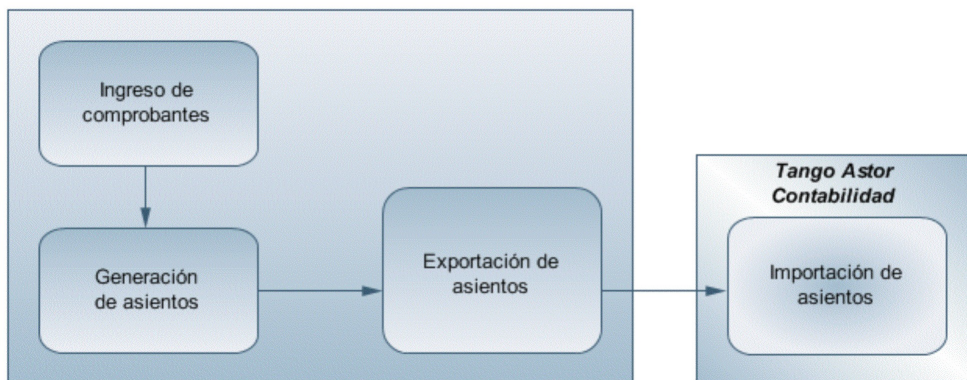 Ingreso de
comprobantes
Generación
de asientos
Exportación de
asientos
Tango Astor
Contabilidad
Importación de
asientos